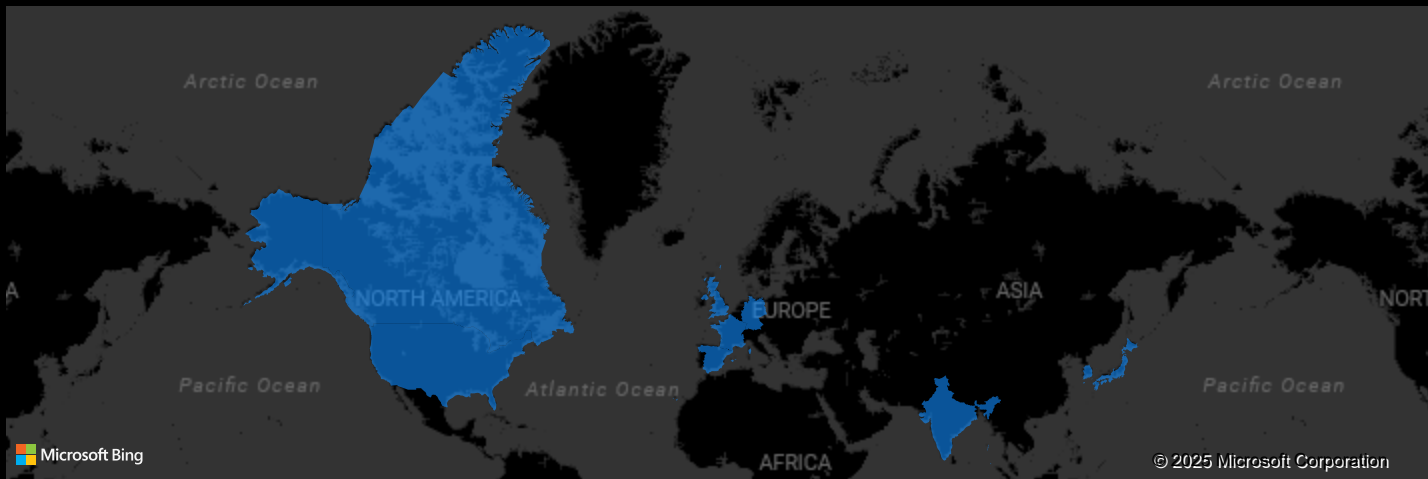 Arctic Ocean
Arctic Ocean
A
NORTH AMERICA
EUROPE
ASIA
NORT
Pacific Ocean
Atlantic Ocean
Pacific Ocean
Microsoft Bing
AFRICA
© 2025 Microsoft Corporation